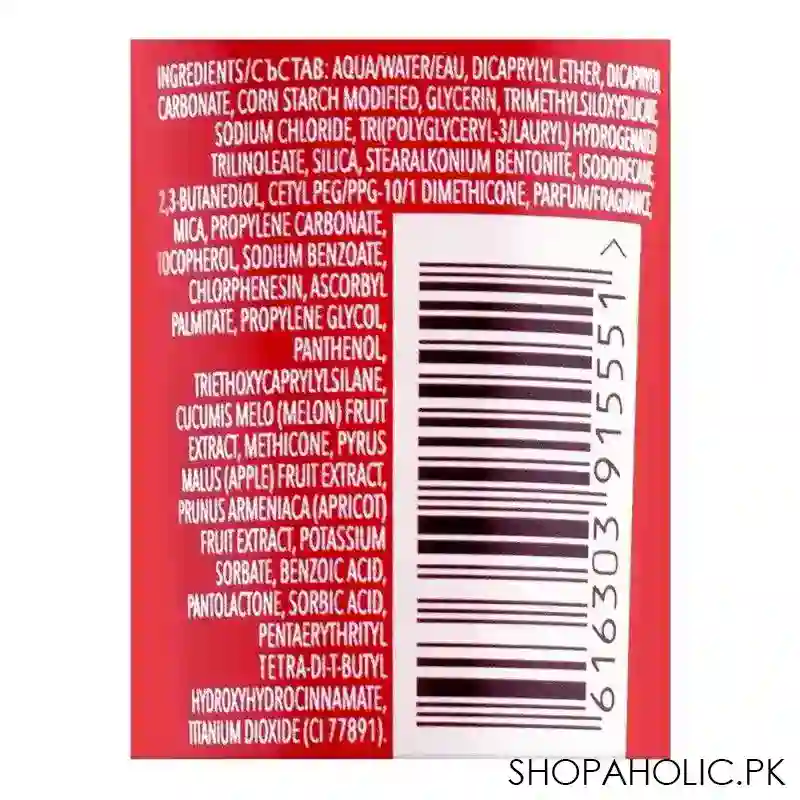 INGREDIENTS/СЪСТАВ: AQUA/WATER/EAU, DICAPRYLYL ETHER, DICAPRYLYL
CARBONATE, CORN STARCH MODIFIED, GLYCERIN, TRIMETHYLSILOXYSILICATE,
SODIUM CHLORIDE, TRI(POLYGLYCERYL-3/LAURYL) HYDROGENATED
TRILINOLEATE, SILICA, STEARALKONIUM BENTONITE, ISODODECANE,
2,3-BUTANEDIOL, CETYL PEG/PPG-10/1 DIMETHICONE, PARFUM/FRAGRANCE,
MICA, PROPYLENE CARBONATE,
TOCOPHEROL, SODIUM BENZOATE,
CHLORPHENESIN, ASCORBYL
PALMITATE, PROPYLENE GLYCOL,
PANTHENOL,
TRIETHOXYCAPRYLYLSILANE,
CUCUMIS MELO (MELON) FRUIT
EXTRACT, METHICONE, PYRUS
MALUS (APPLE) FRUIT EXTRACT,
PRUNUS ARMENIACA (APRICOT)
FRUIT EXTRACT, POTASSIUM
SORBATE, BENZOIC ACID,
PANTOLACTONE, SORBIC ACID,
PENTAERYTHRITYL
TETRA-DI-T-BUTYL
HYDROXYHYDROCINNAMATE,
TITANIUM DIOXIDE (CI 77891).
6 16303 915551 >
SHOPAHOLIC.PK